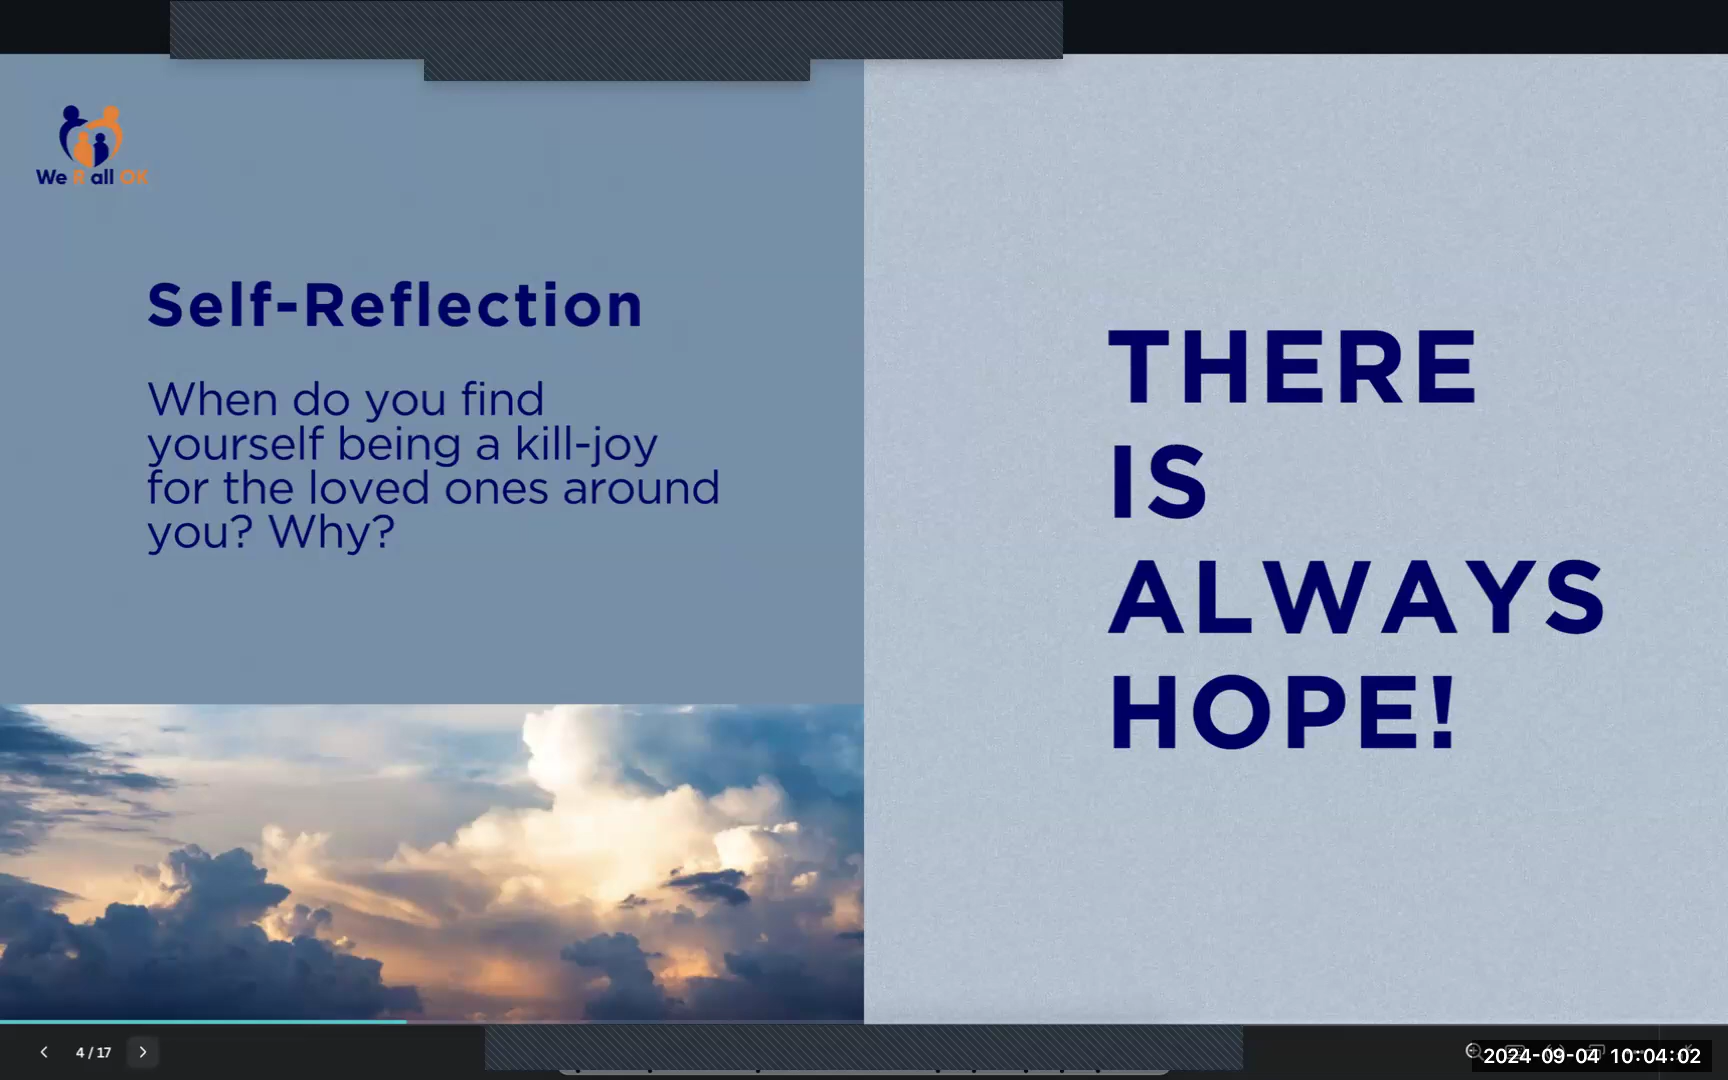 We R all OK
Self-Reflection
When do you find
yourself being a kill-joy
for the loved ones around
you? Why?
THERE
IS
ALWAYS
HOPE!
4 / 17
2024-09-04 10:04:02